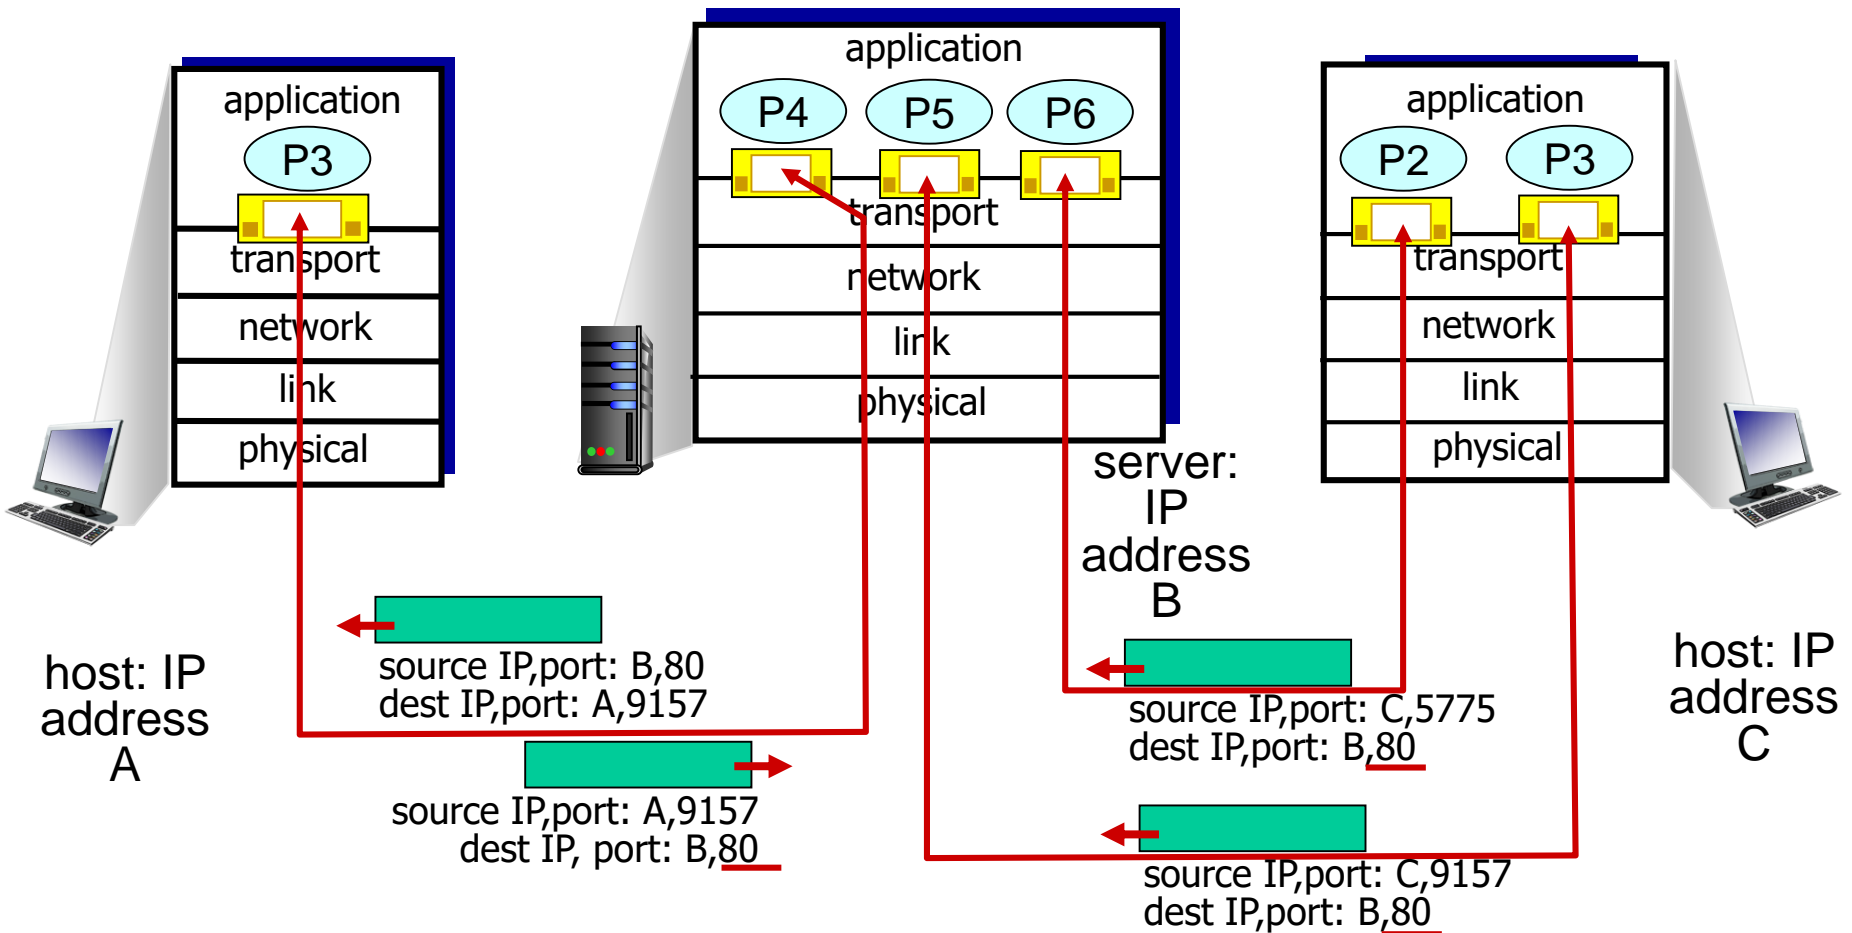 application
P3
transport
network
link
physical
host: IP
address
A
application
P4
P5
P6
transport
network
link
physical
server:
IP
address
B
application
P2
P3
transport
network
link
physical
host: IP
address
C
source IP,port: B,80
dest IP,port: A,9157
source IP,port: A,9157
dest IP, port: B,80
source IP,port: C,5775
dest IP,port: B,80
source IP,port: C,9157
dest IP,port: B,80